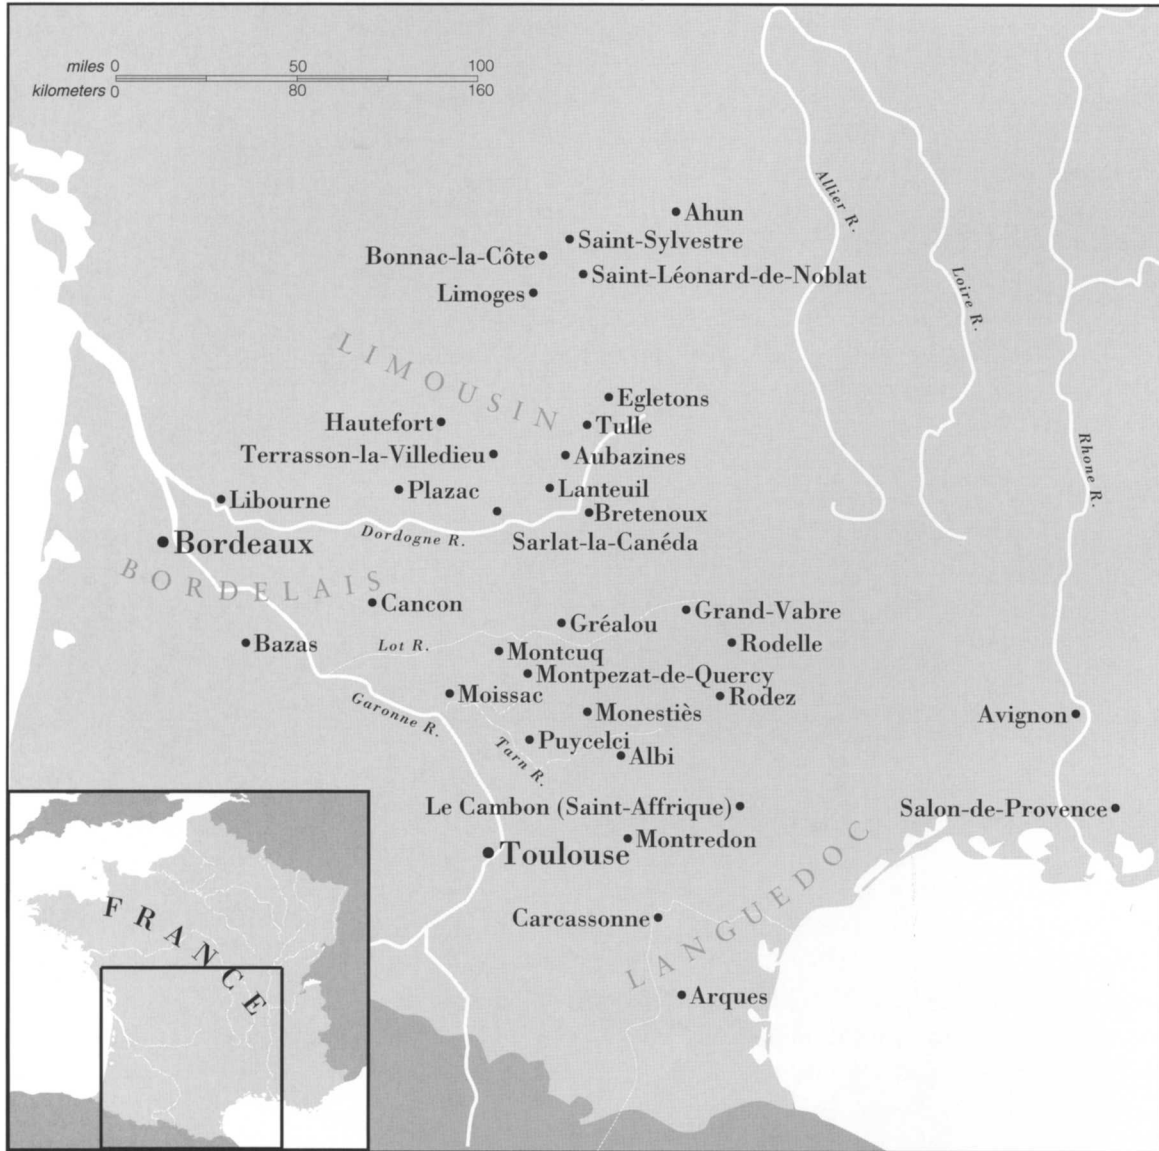 miles 0 50 100
kilometers 0 80 160
Ahun
Allier R.
Saint-Sylvestre
Bonnac-la-Côte
Saint-Léonard-de-Noblat
Loire R.
Limoges
LIMOUSIN
Egletons
Hautefort
Tulle
Terrasson-la-Villedieu
Aubazines
Rhone R.
Plazac
Lanteuil
Libourne
Bretenoux
Dordogne R.
Sarlat-la-Canéda
Bordeaux
BORDELAIS
Cancon
Grand-Vabre
Gréalou
Bazas
Lot R.
Rodelle
Montcuq
Montpezat-de-Quercy
Moissac
Rodez
Garonne R.
Monestiès
Avignon
Puycelci
Tarn R.
Albi
Le Cambon (Saint-Affrique)
Salon-de-Provence
Montredon
Toulouse
LANGUEDOC
Carcassonne
Arques
FRANCE